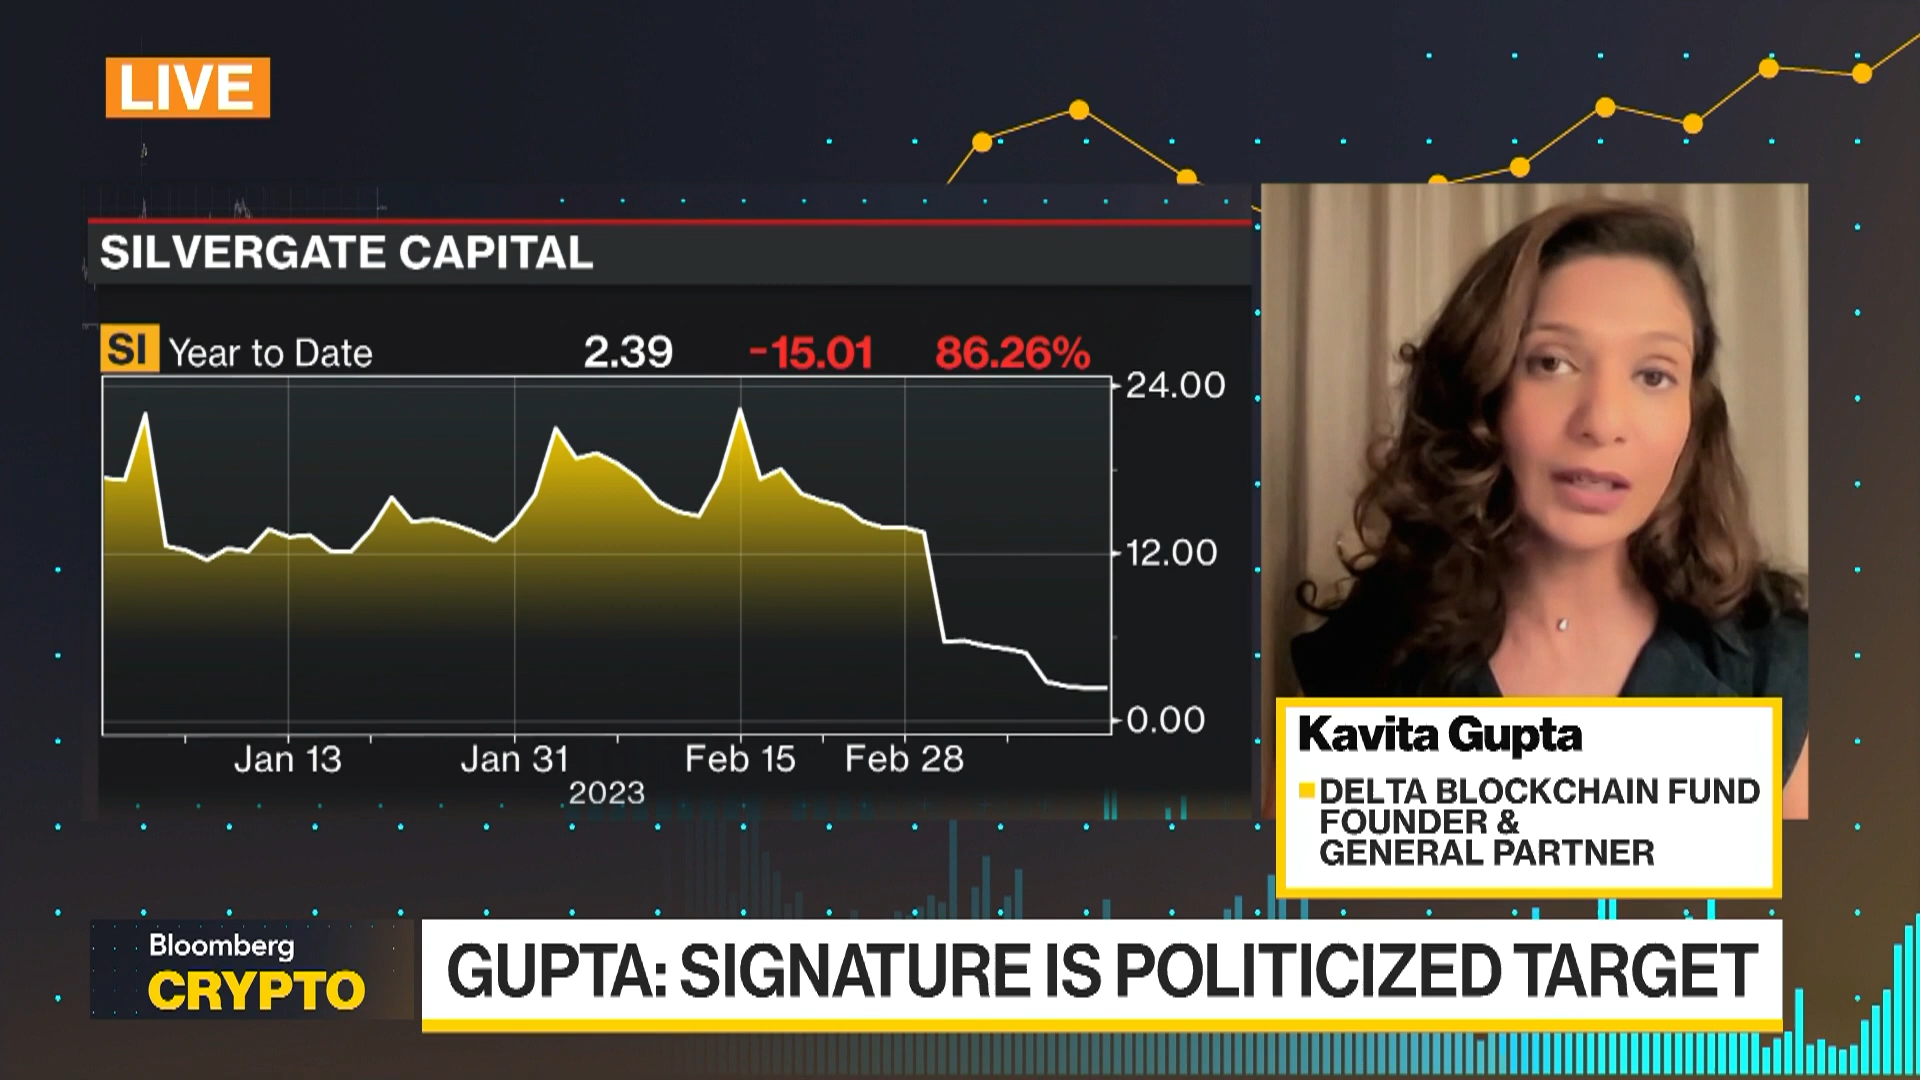 LIVE
SILVERGATE CAPITAL
SI Year to Date 2.39 -15.01 86.26%
24.00
12.00
0.00
Jan 13 Jan 31 Feb 15 Feb 28
2023
Kavita Gupta
DELTA BLOCKCHAIN FUND
FOUNDER &
GENERAL PARTNER
Bloomberg
CRYPTO
GUPTA: SIGNATURE IS POLITICIZED TARGET